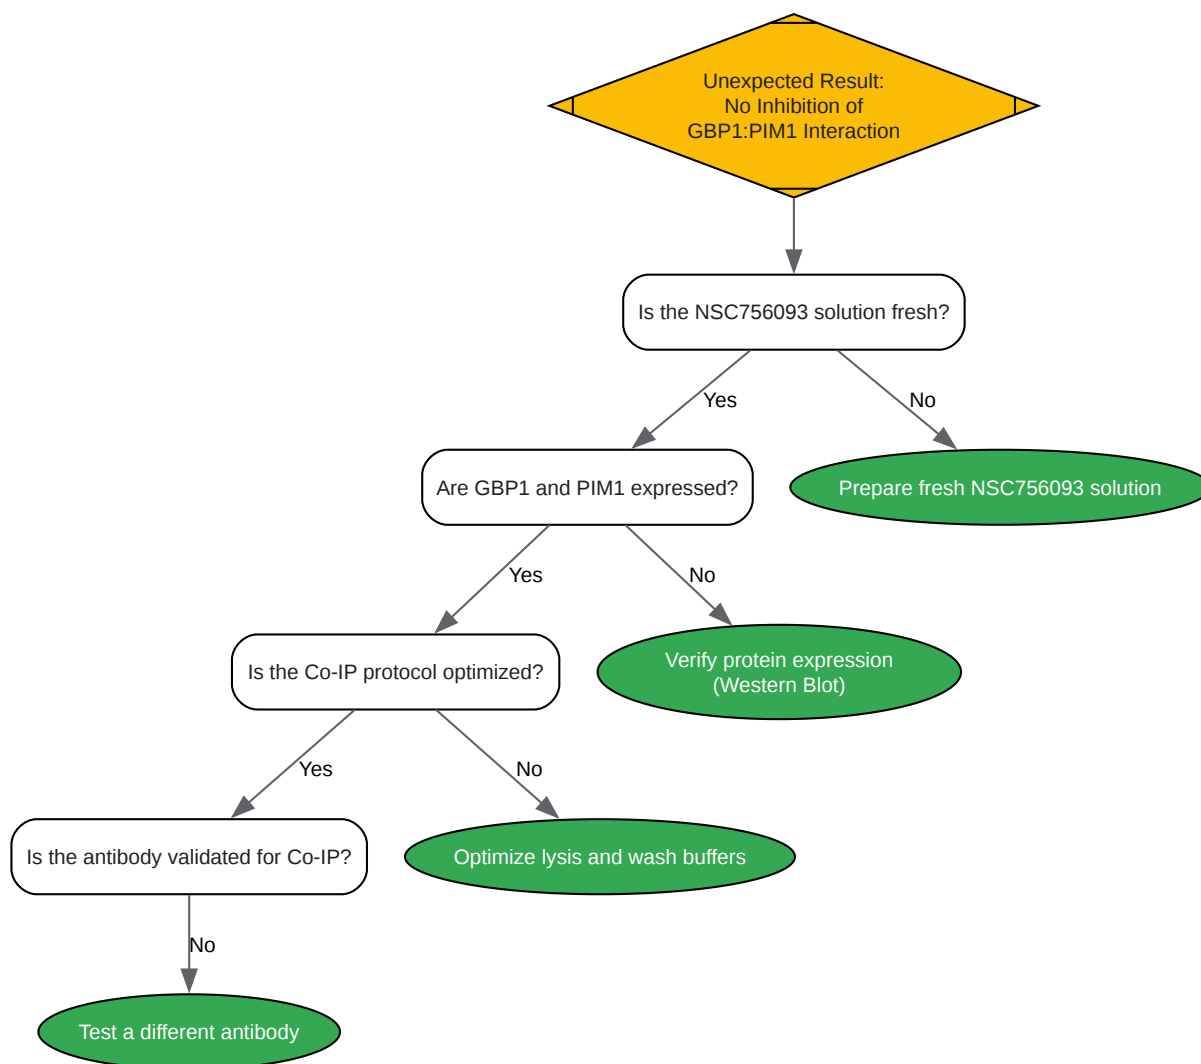 Unexpected Result:
No Inhibition of
GBP1:PIM1 Interaction
Is the NSC756093 solution fresh?
Yes
No
Are GBP1 and PIM1 expressed?
Prepare fresh NSC756093 solution
Yes
No
Is the Co-IP protocol optimized?
Verify protein expression
(Western Blot)
Yes
No
Is the antibody validated for Co-IP?
Optimize lysis and wash buffers
No
Test a different antibody